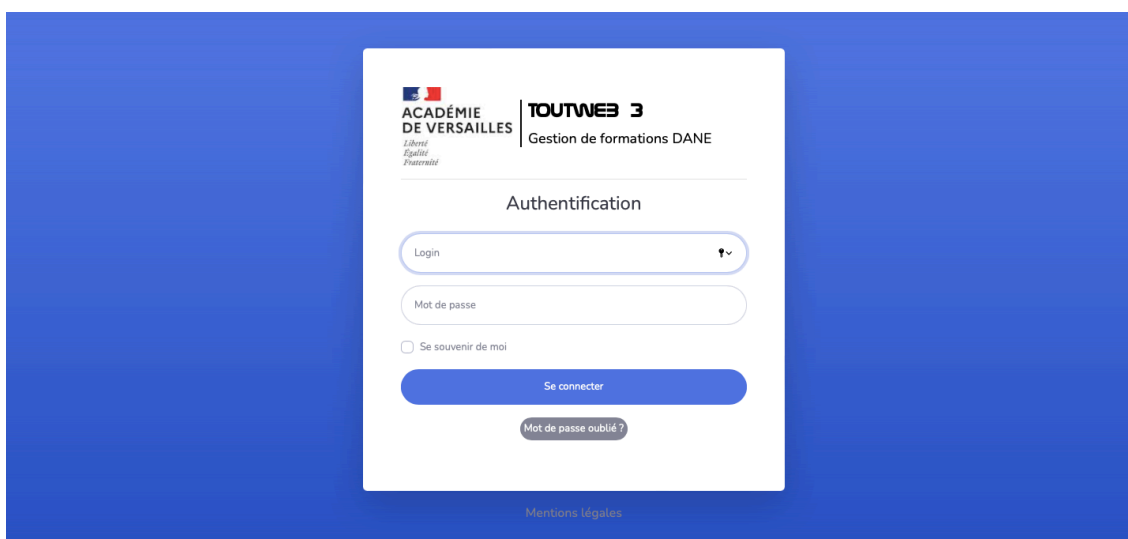 ACADÉMIE
DE VERSAILLES
Liberté
Égalité
Fraternité
TOUTWEB 3
Gestion de formations DANE
Authentification
Login
Mot de passe
Se souvenir de moi
Se connecter
Mot de passe oublié ?
Mentions légales